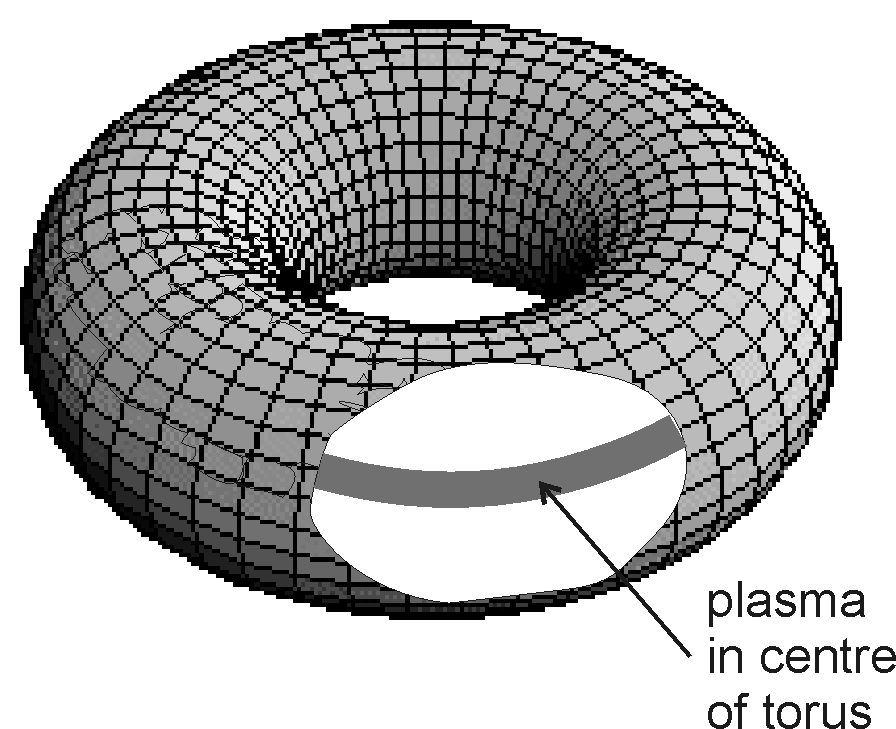 plasma
in centre
of torus